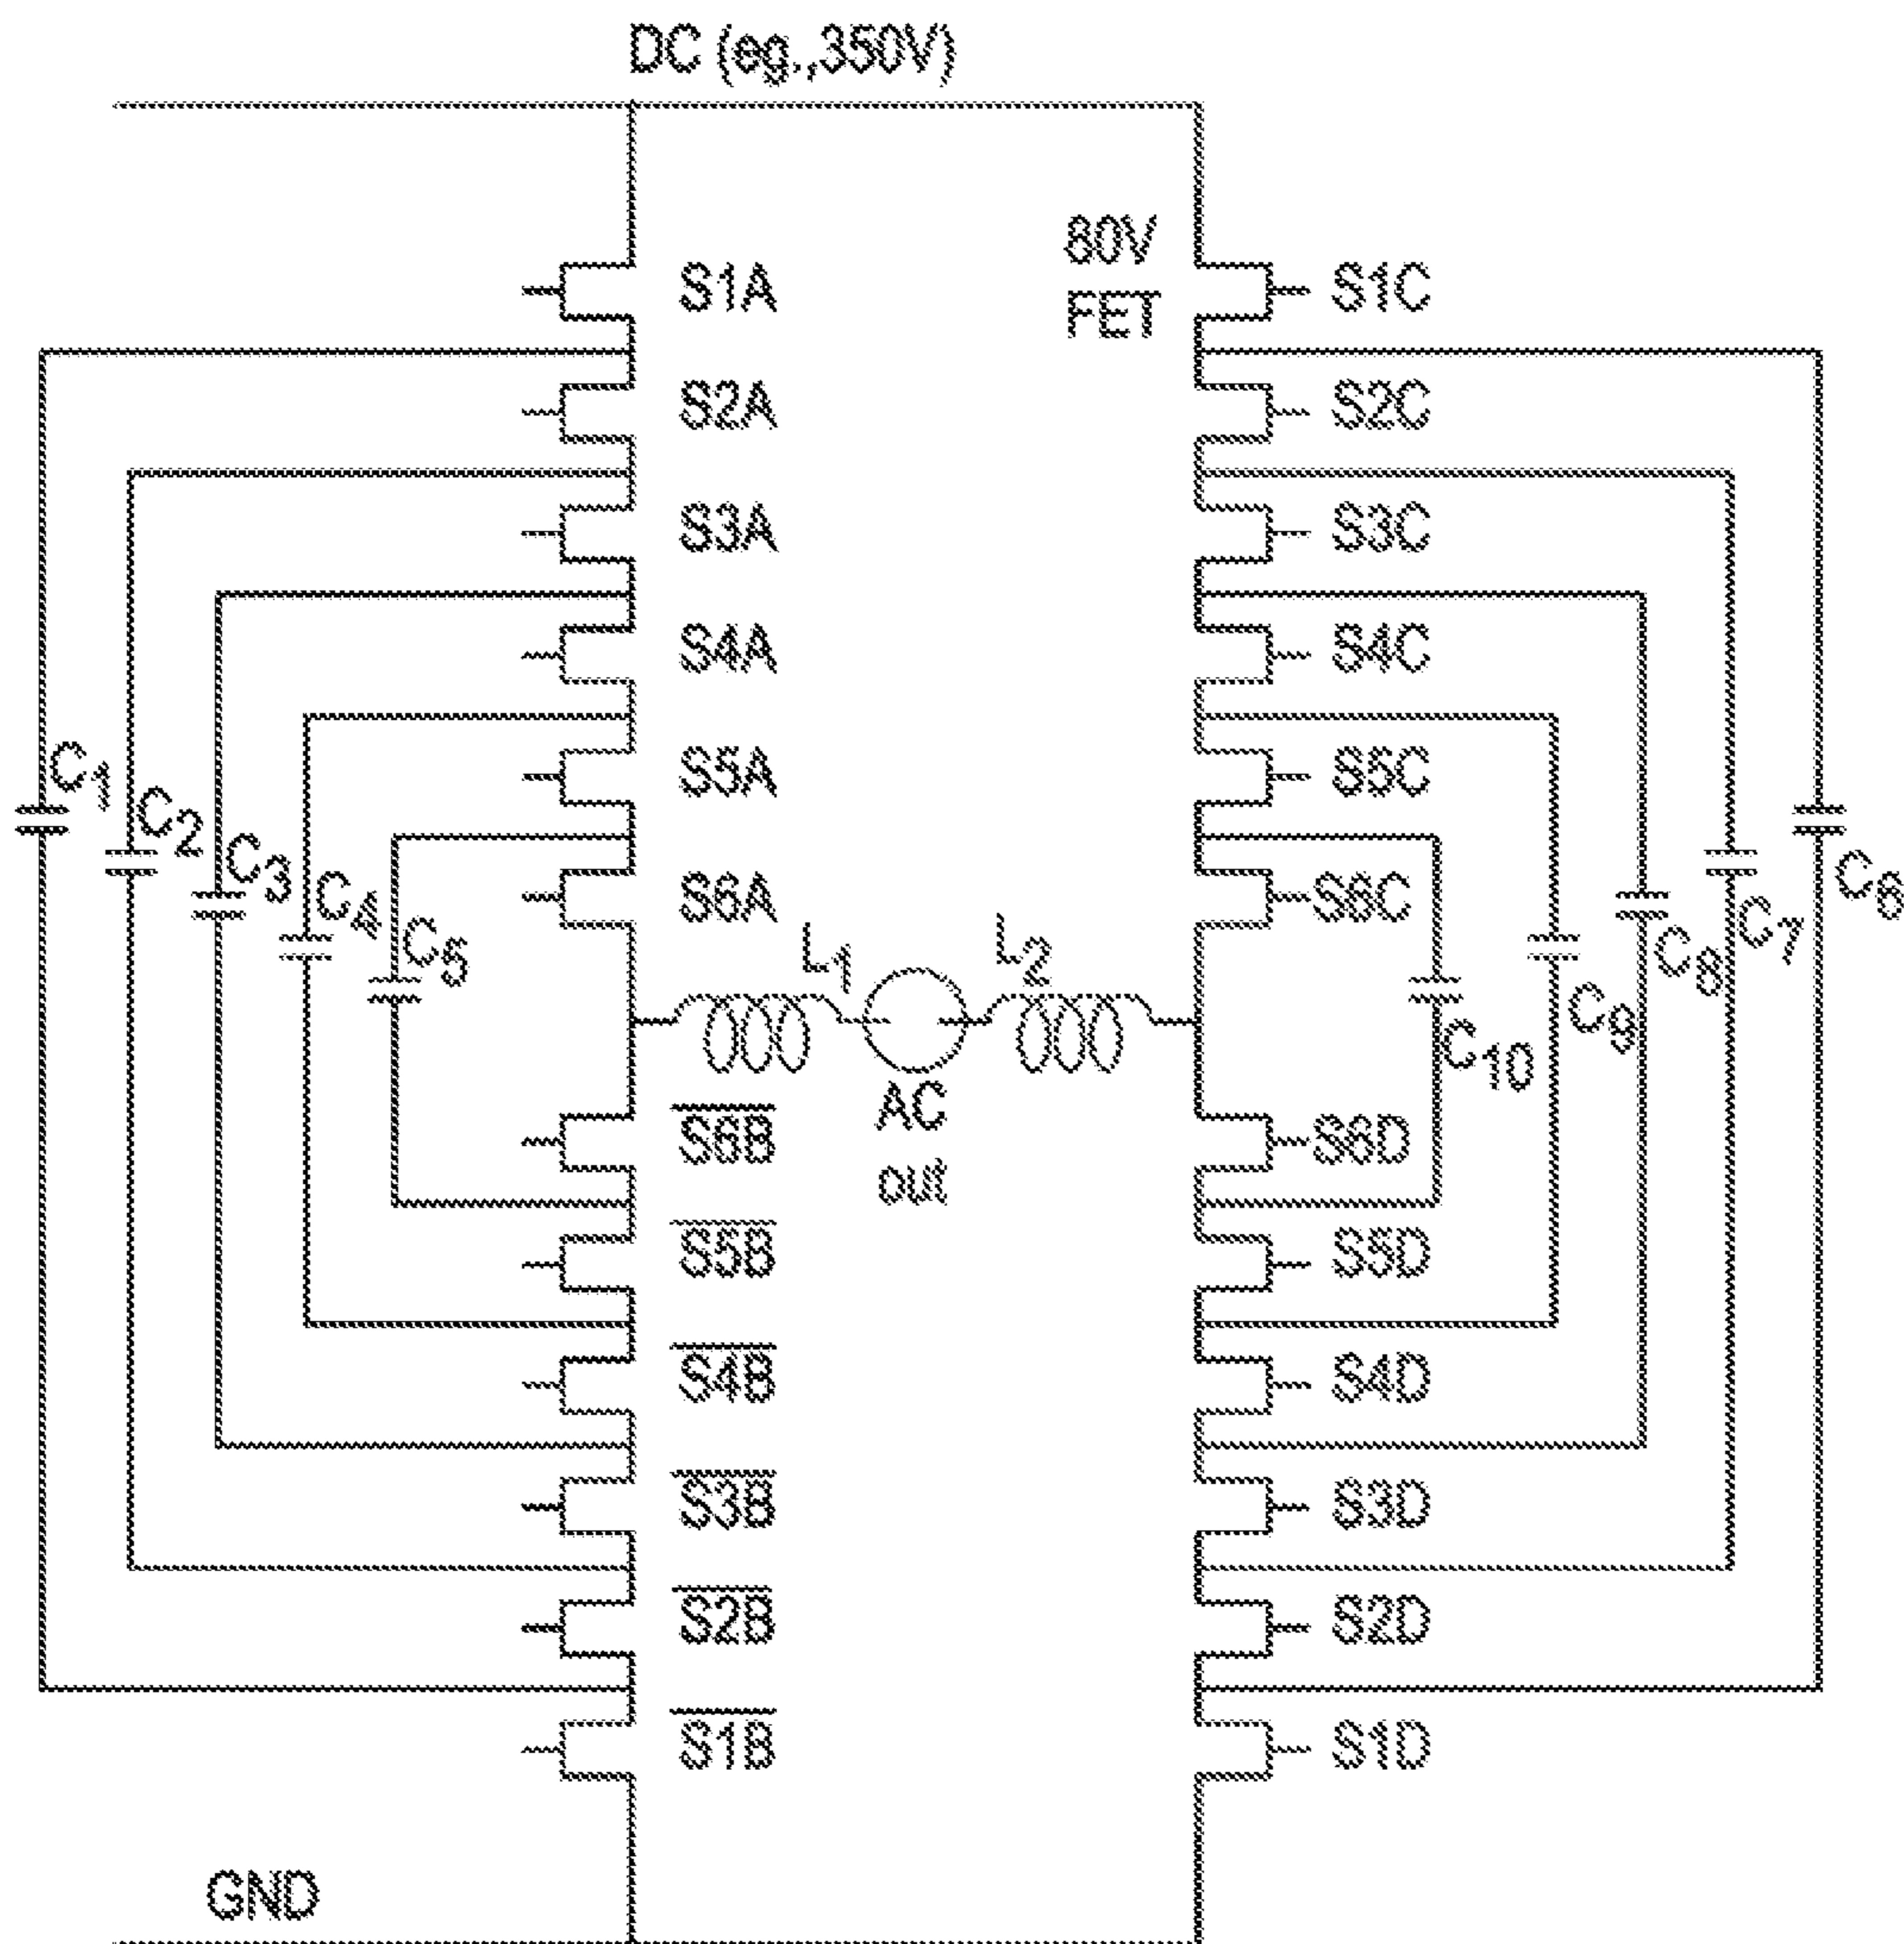 DC (eg.,350V)
80V
FET
S1A
S1C
S2A
S2C
S3A
S3C
S4A
S4C
S5A
S5C
C1
C2
C3
C4
C5
S6A
S6C
C6
C7
C8
C9
C10
L1
L2
AC
out
S6B
S6D
S5B
S5D
S4B
S4D
S3B
S3D
S2B
S2D
S1B
S1D
GND